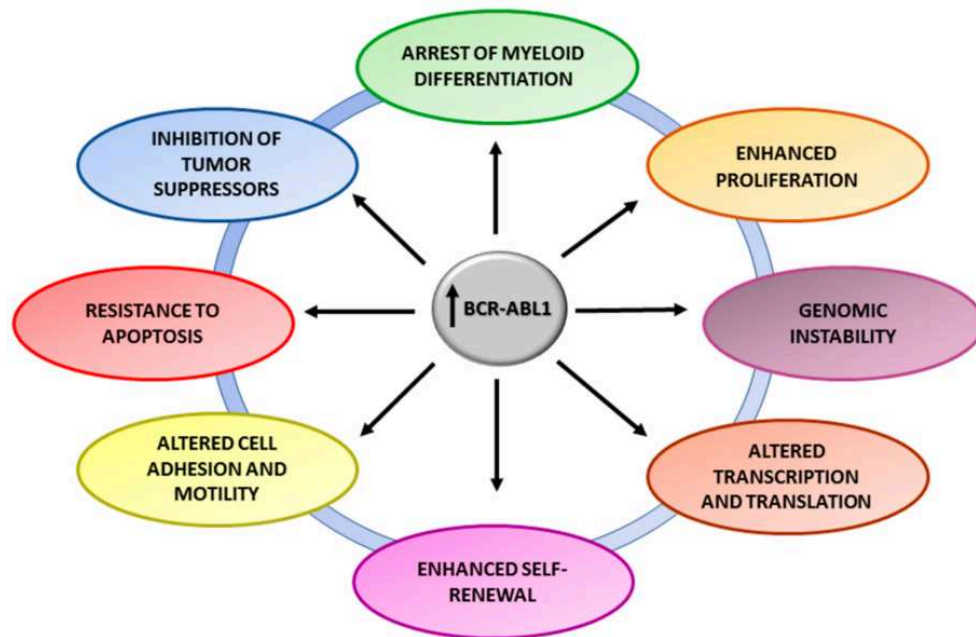 ARREST OF MYELOID
DIFFERENTIATION
INHIBITION OF
TUMOR
SUPPRESSORS
ENHANCED
PROLIFERATION
RESISTANCE TO
APOPTOSIS
BCR-ABL1
GENOMIC
INSTABILITY
ALTERED CELL
ADHESION AND
MOTILITY
ALTERED
TRANSCRIPTION
AND TRANSLATION
ENHANCED SELF-
RENEWAL